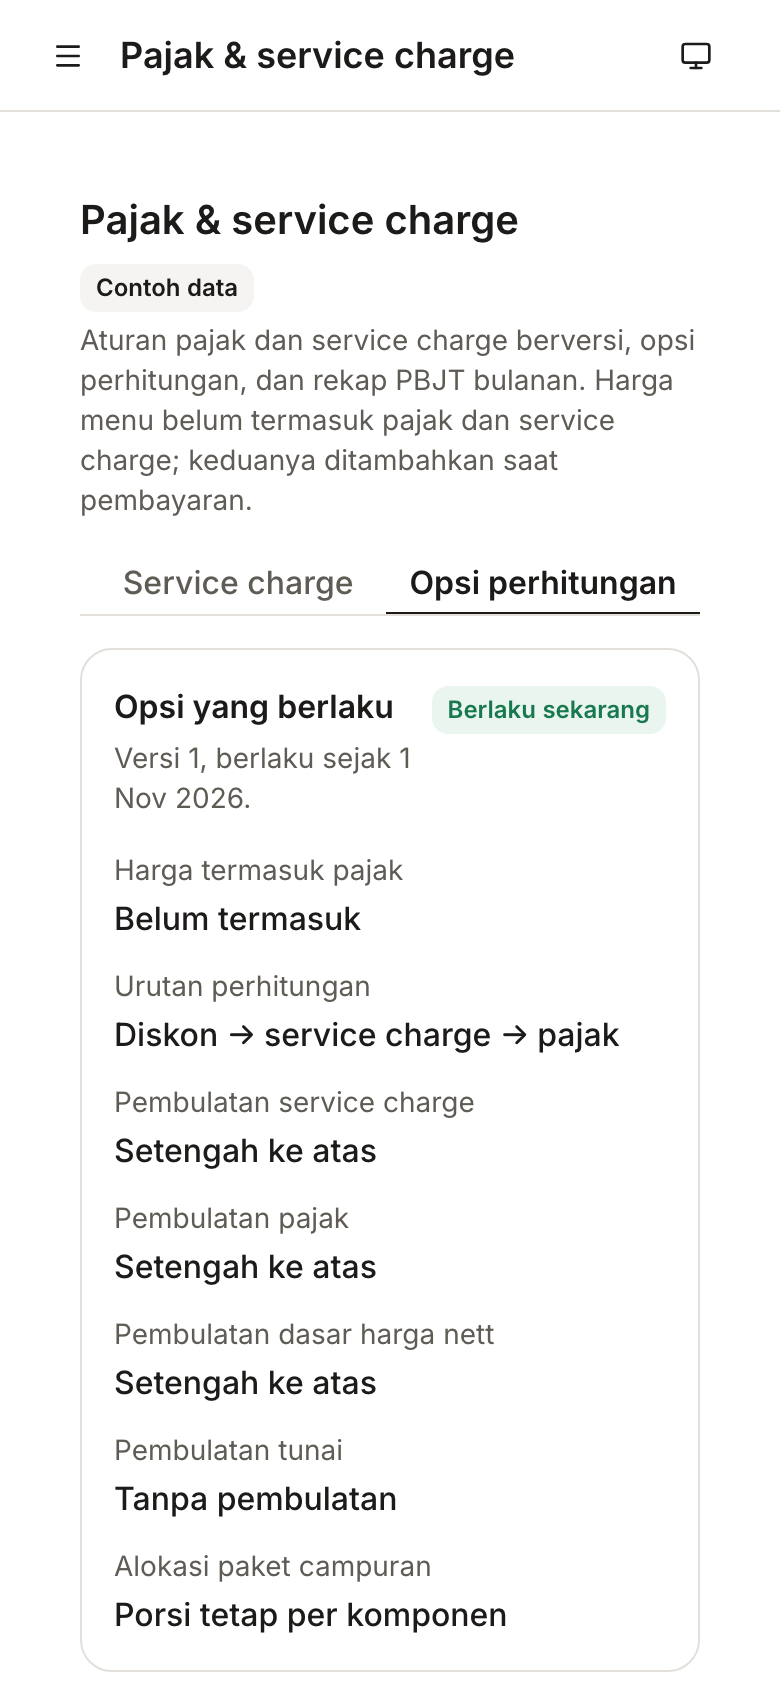 Pajak & service charge
Pajak & service charge
Contoh data
Aturan pajak dan service charge berversi, opsi
perhitungan, dan rekap PBJT bulanan. Harga
menu belum termasuk pajak dan service
charge; keduanya ditambahkan saat
pembayaran.
Service charge
Opsi perhitungan
Opsi yang berlaku
Berlaku sekarang
Versi 1, berlaku sejak 1
Nov 2026.
Harga termasuk pajak
Belum termasuk
Urutan perhitungan
Diskon → service charge → pajak
Pembulatan service charge
Setengah ke atas
Pembulatan pajak
Setengah ke atas
Pembulatan dasar harga nett
Setengah ke atas
Pembulatan tunai
Tanpa pembulatan
Alokasi paket campuran
Porsi tetap per komponen